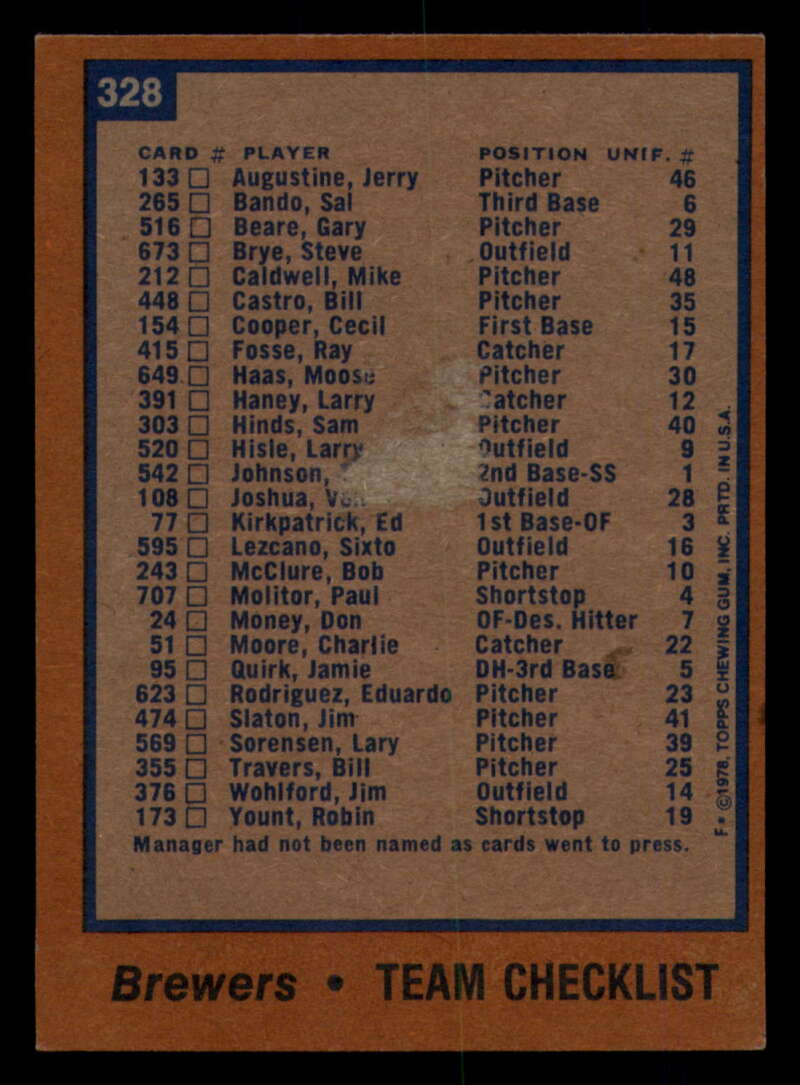 328
CARD # PLAYER POSITION UNIF. #
133 Augustine, Jerry Pitcher 46
265 Bando, Sal Third Base 6
516 Beare, Gary Pitcher 29
673 Brye, Steve Outfield 11
212 Caldwell, Mike Pitcher 48
448 Castro, Bill Pitcher 35
154 Cooper, Cecil First Base 15
415 Fosse, Ray Catcher 17
649 Haas, Moose Pitcher 30
391 Haney, Larry Catcher 12
303 Hinds, Sam Pitcher 40
520 Hisle, Larry Outfield 9
542 Johnson, 2nd Base-SS 1
108 Joshua, Outfield 28
77 Kirkpatrick, Ed 1st Base-OF 3
595 Lezcano, Sixto Outfield 16
243 McClure, Bob Pitcher 10
707 Molitor, Paul Shortstop 4
24 Money, Don OF-Des. Hitter 7
51 Moore, Charlie Catcher 22
95 Quirk, Jamie DH-3rd Base 5
623 Rodriguez, Eduardo Pitcher 23
474 Slaton, Jim Pitcher 41
569 Sorensen, Lary Pitcher 39
355 Travers, Bill Pitcher 25
376 Wohlford, Jim Outfield 14
173 Yount, Robin Shortstop 19
Manager had not been named as cards went to press.
F* ©1978, TOPPS CHEWING GUM, INC. PRTD. IN U.S.A.
Brewers • TEAM CHECKLIST